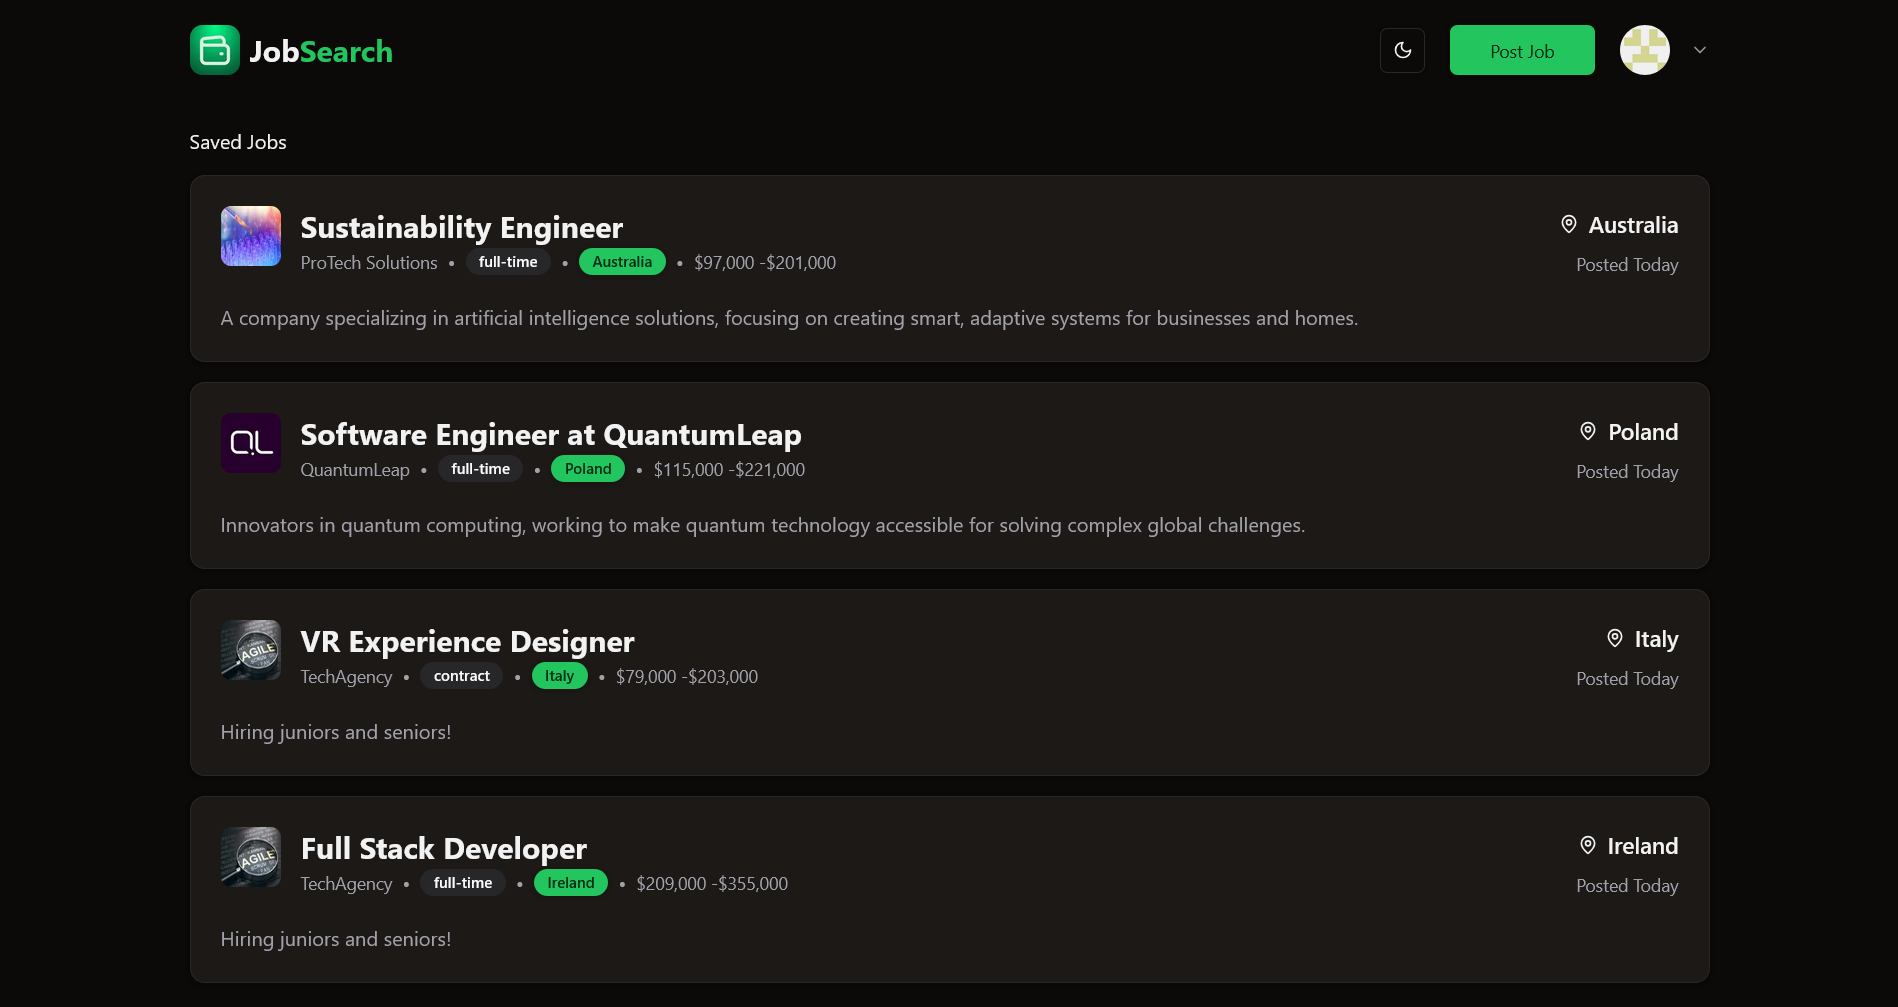 JobSearch
Post Job
Saved Jobs
Sustainability Engineer
Australia
ProTech Solutions • full-time • Australia • $97,000 -$201,000
Posted Today
A company specializing in artificial intelligence solutions, focusing on creating smart, adaptive systems for businesses and homes.
QL
Software Engineer at QuantumLeap
Poland
QuantumLeap • full-time • Poland • $115,000 -$221,000
Posted Today
Innovators in quantum computing, working to make quantum technology accessible for solving complex global challenges.
AGILE
VR Experience Designer
Italy
TechAgency • contract • Italy • $79,000 -$203,000
Posted Today
Hiring juniors and seniors!
AGILE
Full Stack Developer
Ireland
TechAgency • full-time • Ireland • $209,000 -$355,000
Posted Today
Hiring juniors and seniors!